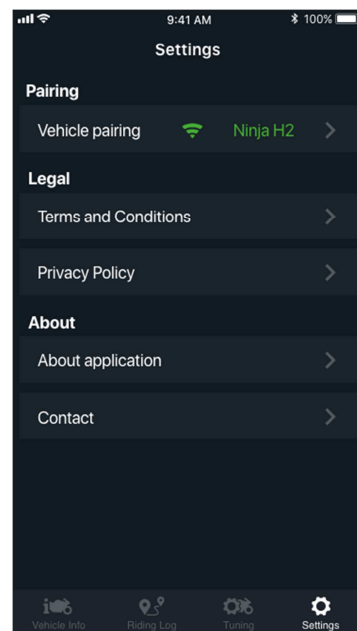 9:41 AM
100%
Settings
Pairing
Vehicle pairing
Ninja H2
Legal
Terms and Conditions
Privacy Policy
About
About application
Contact
Vehicle Info
Riding Log
Tuning
Settings